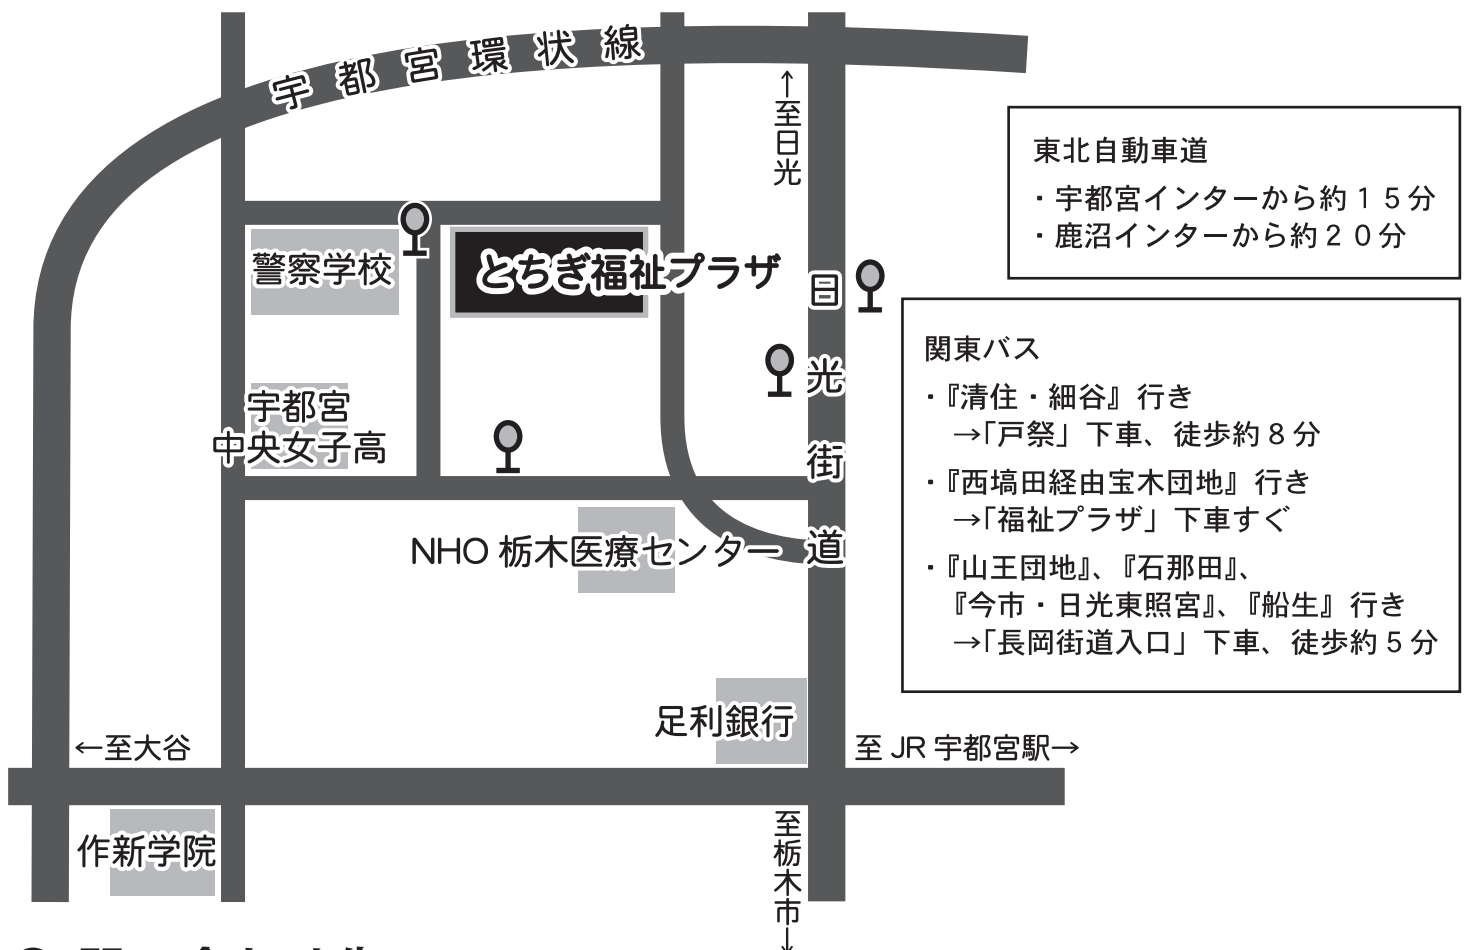 宇都宮環状線
↑至日光
東北自動車道
・宇都宮インターから約１５分
・鹿沼インターから約２０分
警察学校
とちぎ福祉プラザ
日光街道
関東バス
・『清住・細谷』行き
→「戸祭」下車、徒歩約８分
・『西塙田経由宝木団地』行き
→「福祉プラザ」下車すぐ
・『山王団地』、『石那田』、
『今市・日光東照宮』、『船生』行き
→「長岡街道入口」下車、徒歩約５分
宇都宮
中央女子高
NHO 栃木医療センター
足利銀行
←至大谷
至 JR 宇都宮駅→
作新学院
至栃木市→